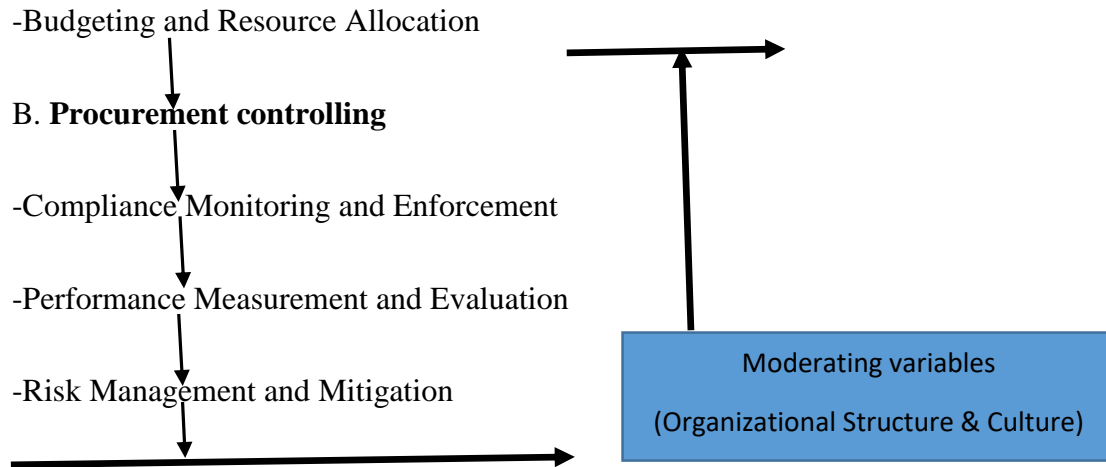 -Budgeting and Resource Allocation
B. Procurement controlling
-Compliance Monitoring and Enforcement
-Performance Measurement and Evaluation
-Risk Management and Mitigation
Moderating variables
(Organizational Structure & Culture)